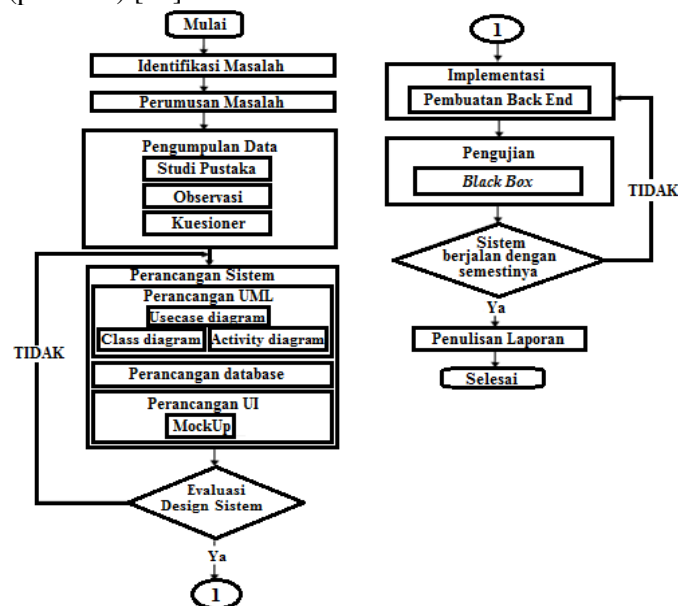 Mulai
Identifikasi Masalah
Perumusan Masalah
Pengumpulan Data
Studi Pustaka
Observasi
Kuesioner
Perancangan Sistem
Perancangan UML
Usecase diagram
Class diagram
Activity diagram
Perancangan database
Perancangan UI
MockUp
TIDAK
Evaluasi
Design Sistem
Ya
1
1
Implementasi
Pembuatan Back End
Pengujian
Black Box
TIDAK
Sistem
berjalan dengan
semestinya
Ya
Penulisan Laporan
Selesai